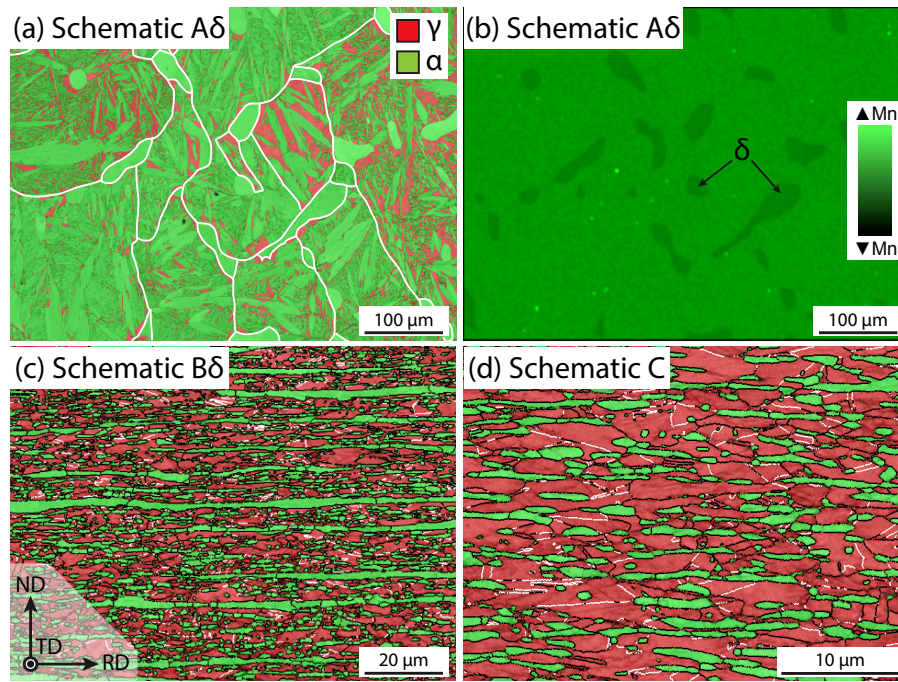 (a) Schematic Aδ
γ
α
100 µm
(b) Schematic Aδ
▲Mn
δ
▼Mn
100 µm
(c) Schematic Bδ
ND
TD
RD
20 µm
(d) Schematic C
10 µm